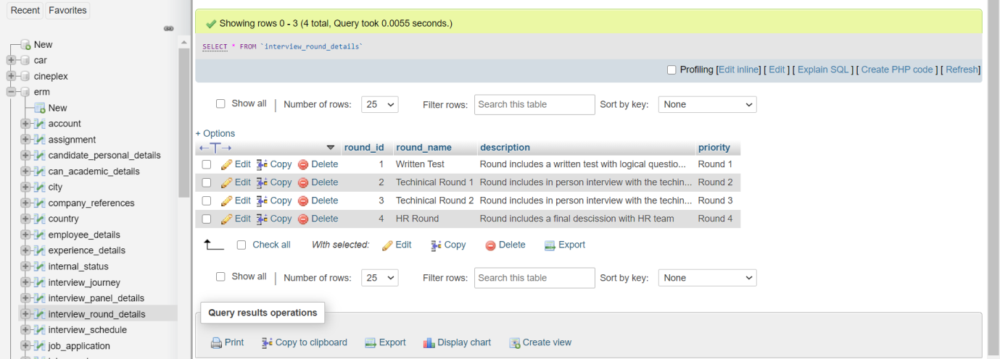 Recent Favorites
New
car
cineplex
erm
New
account
assignment
candidate_personal_details
can_academic_details
city
company_references
country
employee_details
experience_details
internal_status
interview_journey
interview_panel_details
interview_round_details
interview_schedule
job_application
Showing rows 0 - 3 (4 total, Query took 0.0055 seconds.)
SELECT * FROM `interview_round_details`
Profiling [Edit inline] [ Edit ] [ Explain SQL ] [ Create PHP code ] [ Refresh]
Show all | Number of rows: 25 Filter rows: Search this table Sort by key: None
+ Options
←T→ round_id round_name description priority
Edit Copy Delete 1 Written Test Round includes a written test with logical questio... Round 1
Edit Copy Delete 2 Techinical Round 1 Round includes in person interview with the techin... Round 2
Edit Copy Delete 3 Techinical Round 2 Round includes in person interview with the techin... Round 3
Edit Copy Delete 4 HR Round Round includes a final descission with HR team Round 4
Check all With selected: Edit Copy Delete Export
Show all | Number of rows: 25 Filter rows: Search this table Sort by key: None
Query results operations
Print Copy to clipboard Export Display chart Create view